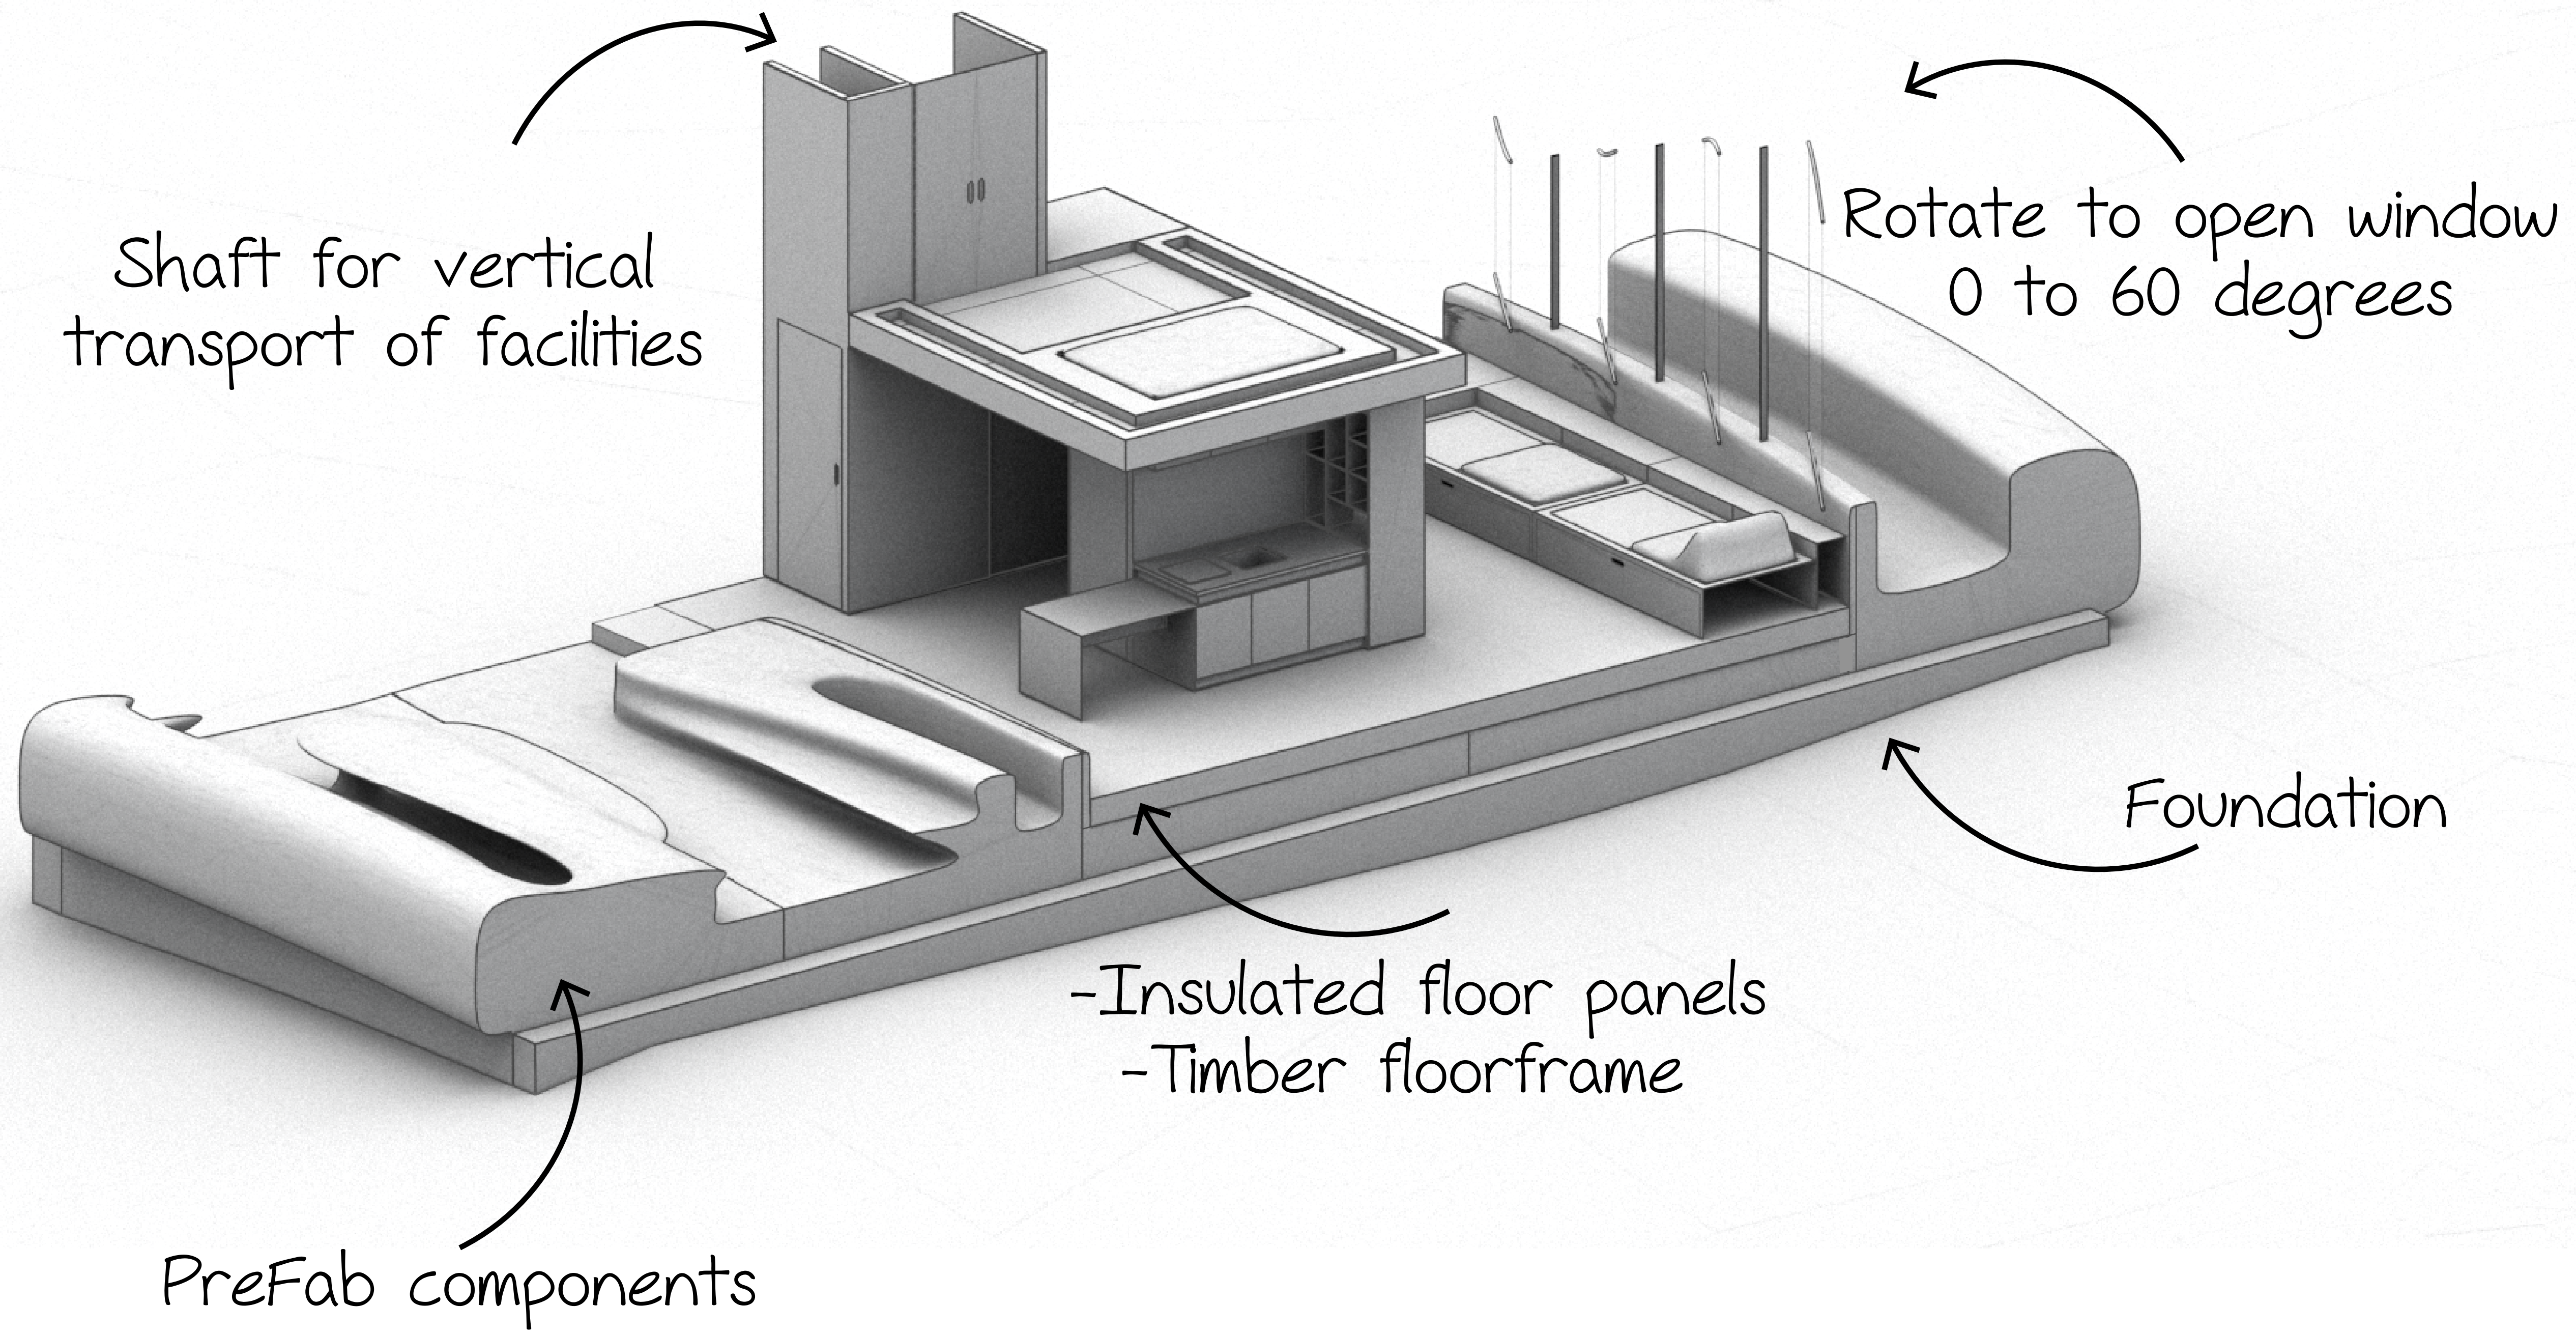 Shaft for vertical
transport of facilities
Rotate to open window
0 to 60 degrees
Foundation
-Insulated floor panels
-Timber floorframe
PreFab components